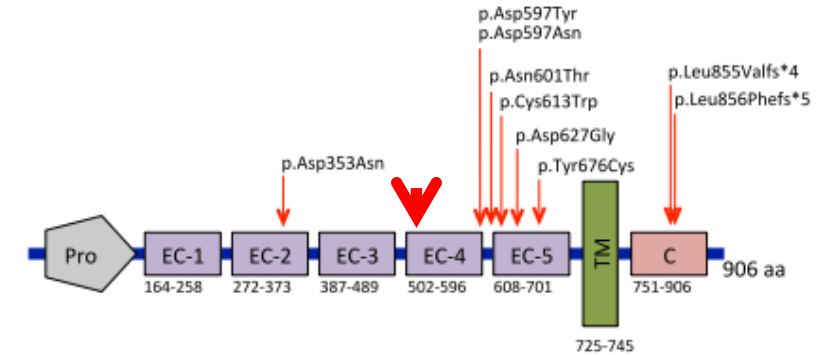 p.Asp597Tyr
p.Asp597Asn
p.Asn601Thr
p.Leu855Valfs*4
p.Cys613Trp
p.Leu856Phefs*5
p.Asp627Gly
p.Asp353Asn
p.Tyr676Cys
Pro EC-1 EC-2 EC-3 EC-4 EC-5 TM C 906 aa
164-258 272-373 387-489 502-596 608-701 751-906
725-745